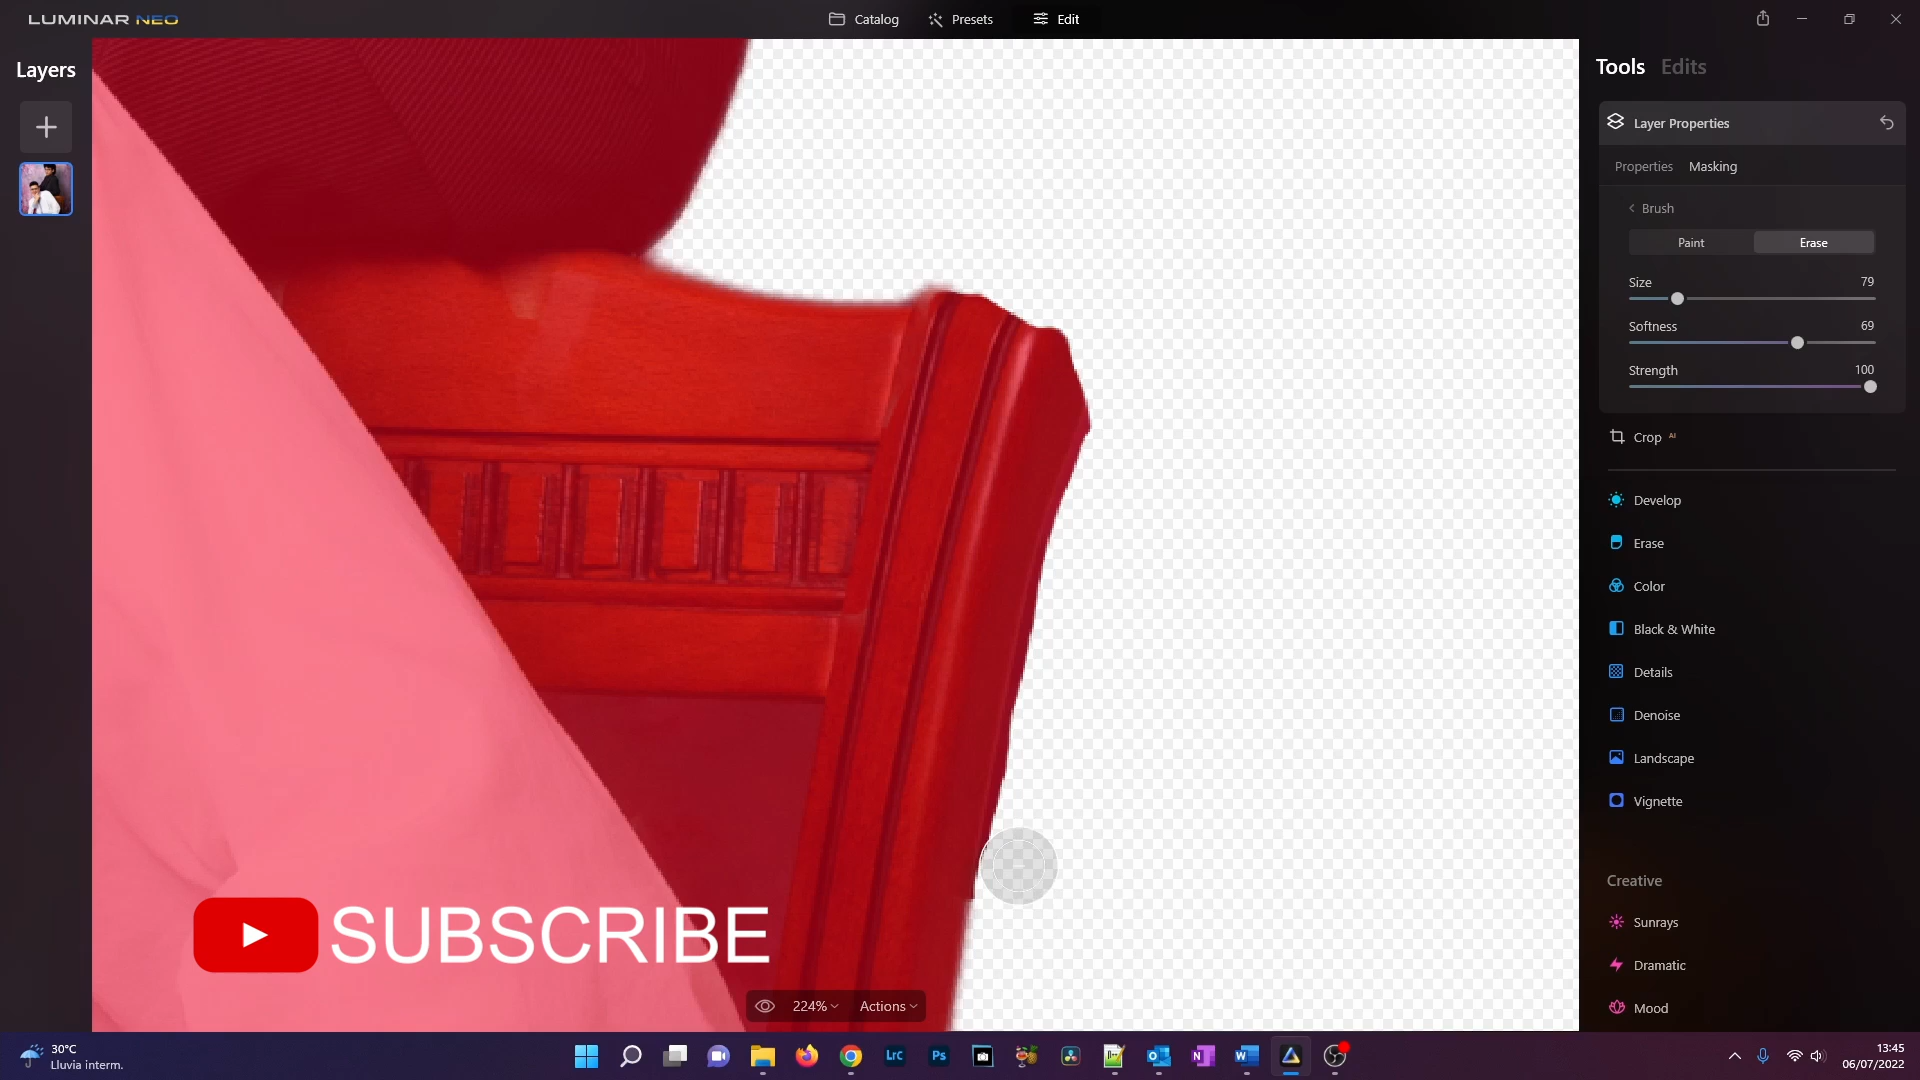 LUMINAR NEO
Catalog
Presets
Edit
Layers
Tools
Edits
Layer Properties
Properties
Masking
Brush
Paint
Erase
Size
79
Softness
69
Strength
100
Crop AI
Develop
Erase
Color
Black & White
Details
Denoise
Landscape
Vignette
Creative
Sunrays
Dramatic
Mood
SUBSCRIBE
224%
Actions
30°C
Lluvia interm.
LrC
Ps
N
W
13:45
06/07/2022